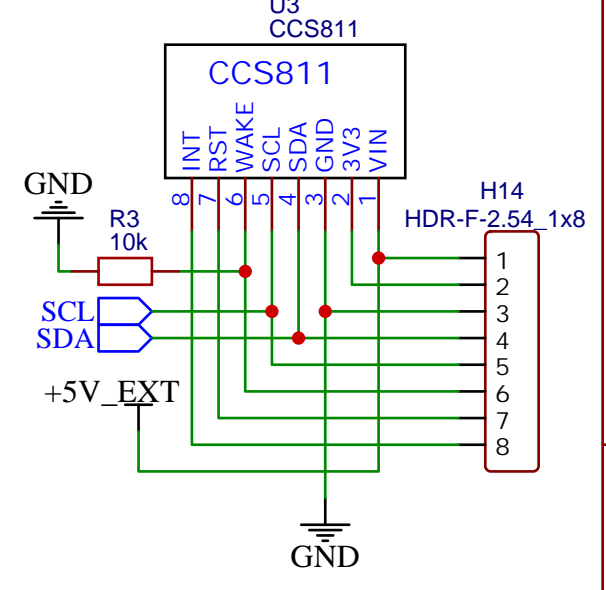 U3
CCS811
CCS811
INT
RST
WAKE
SCL
SDA
GND
3V3
VIN
8
7
6
5
4
3
2
1
GND
R3
10k
H14
HDR-F-2.54_1x8
1
2
3
4
5
6
7
8
SCL
SDA
+5V_EXT
GND